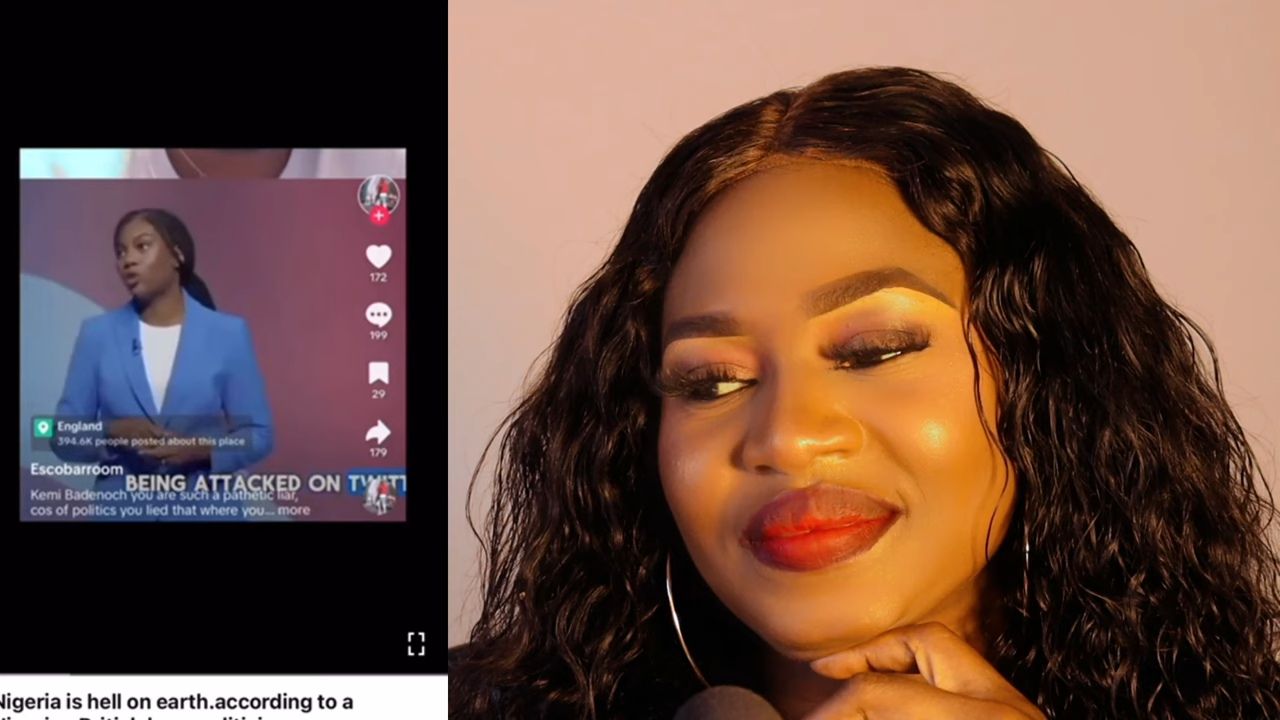 172
199
29
179
England
394.6K people posted about this place
Escobarroom
BEING ATTACKED ON
Kemi Badenoch you are such a pathetic liar,
cos of politics you lied that where you... more
Nigeria is hell on earth.according to a